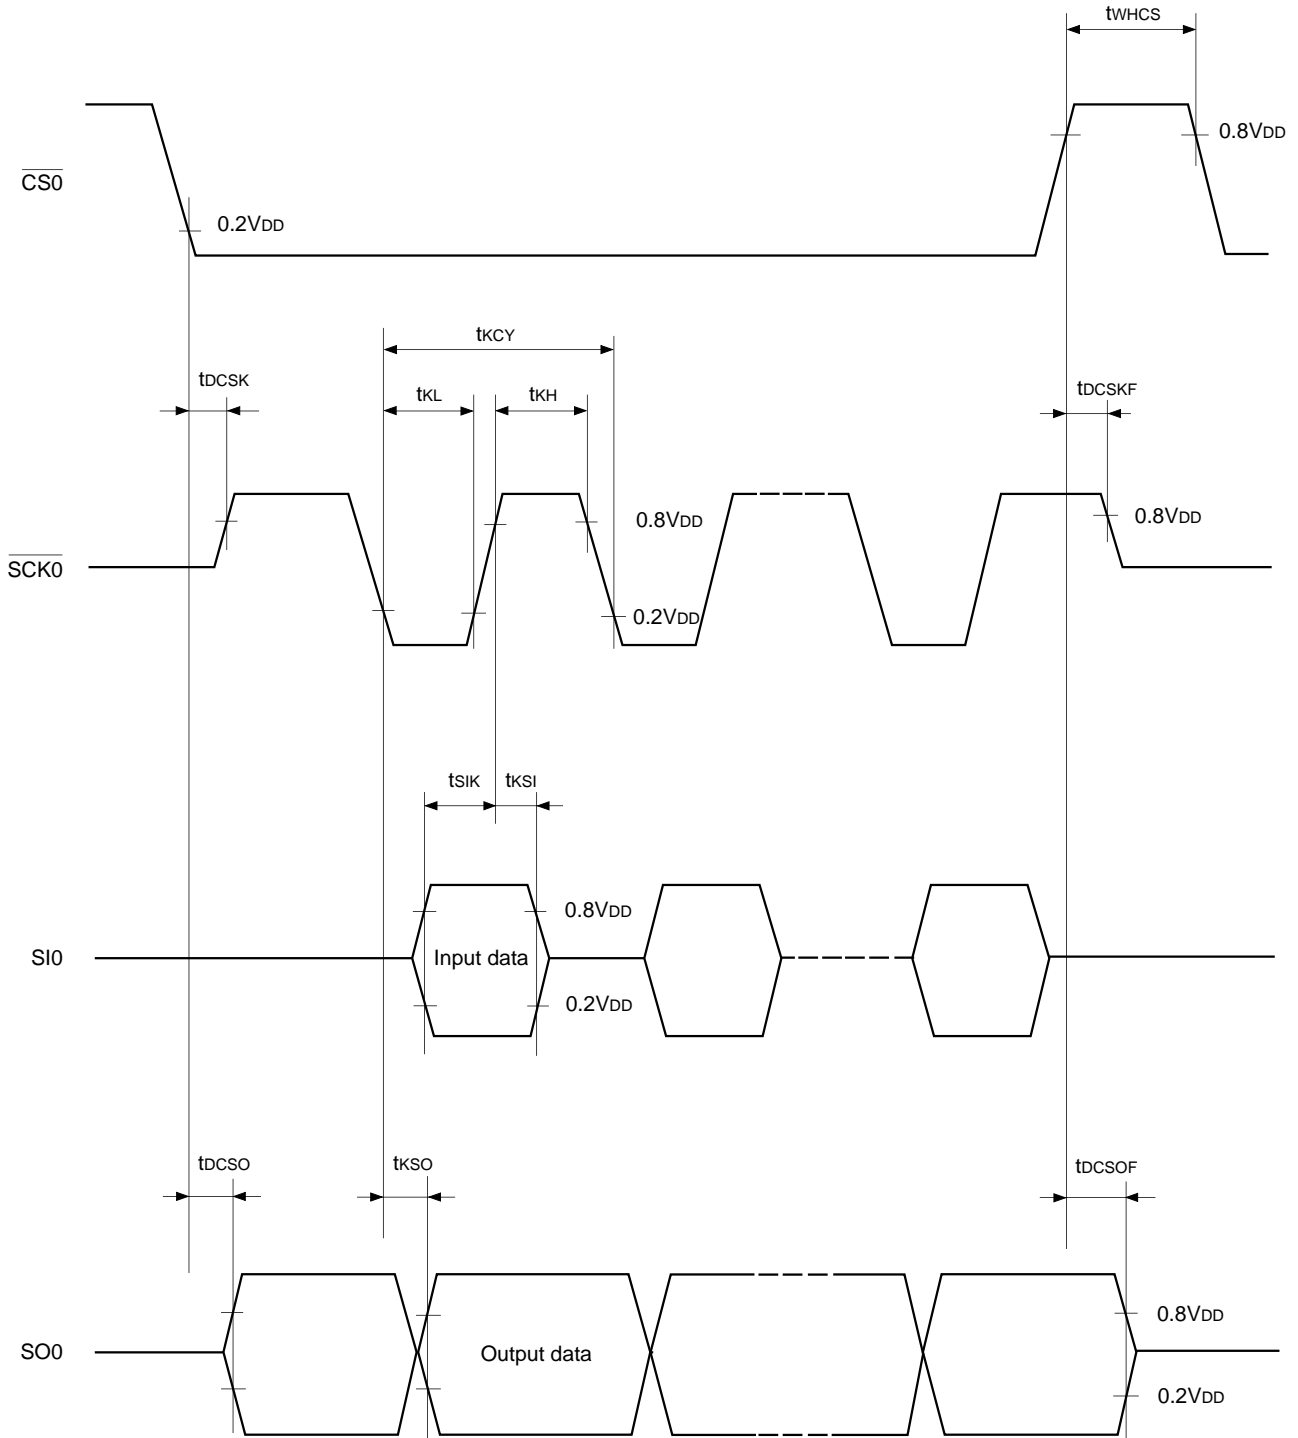 tWHCS
0.8VDD
CS0
0.2VDD
tKCY
tDCSK
tKL
tKH
tDCSKF
0.8VDD
0.8VDD
SCK0
0.2VDD
tSIK
tKSI
0.8VDD
SI0
Input data
0.2VDD
tDCSO
tKSO
tDCSOF
0.8VDD
SO0
Output data
0.2VDD